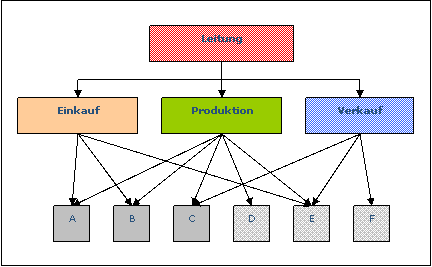 Leitung
Einkauf Produktion Verkauf
A B C D E F